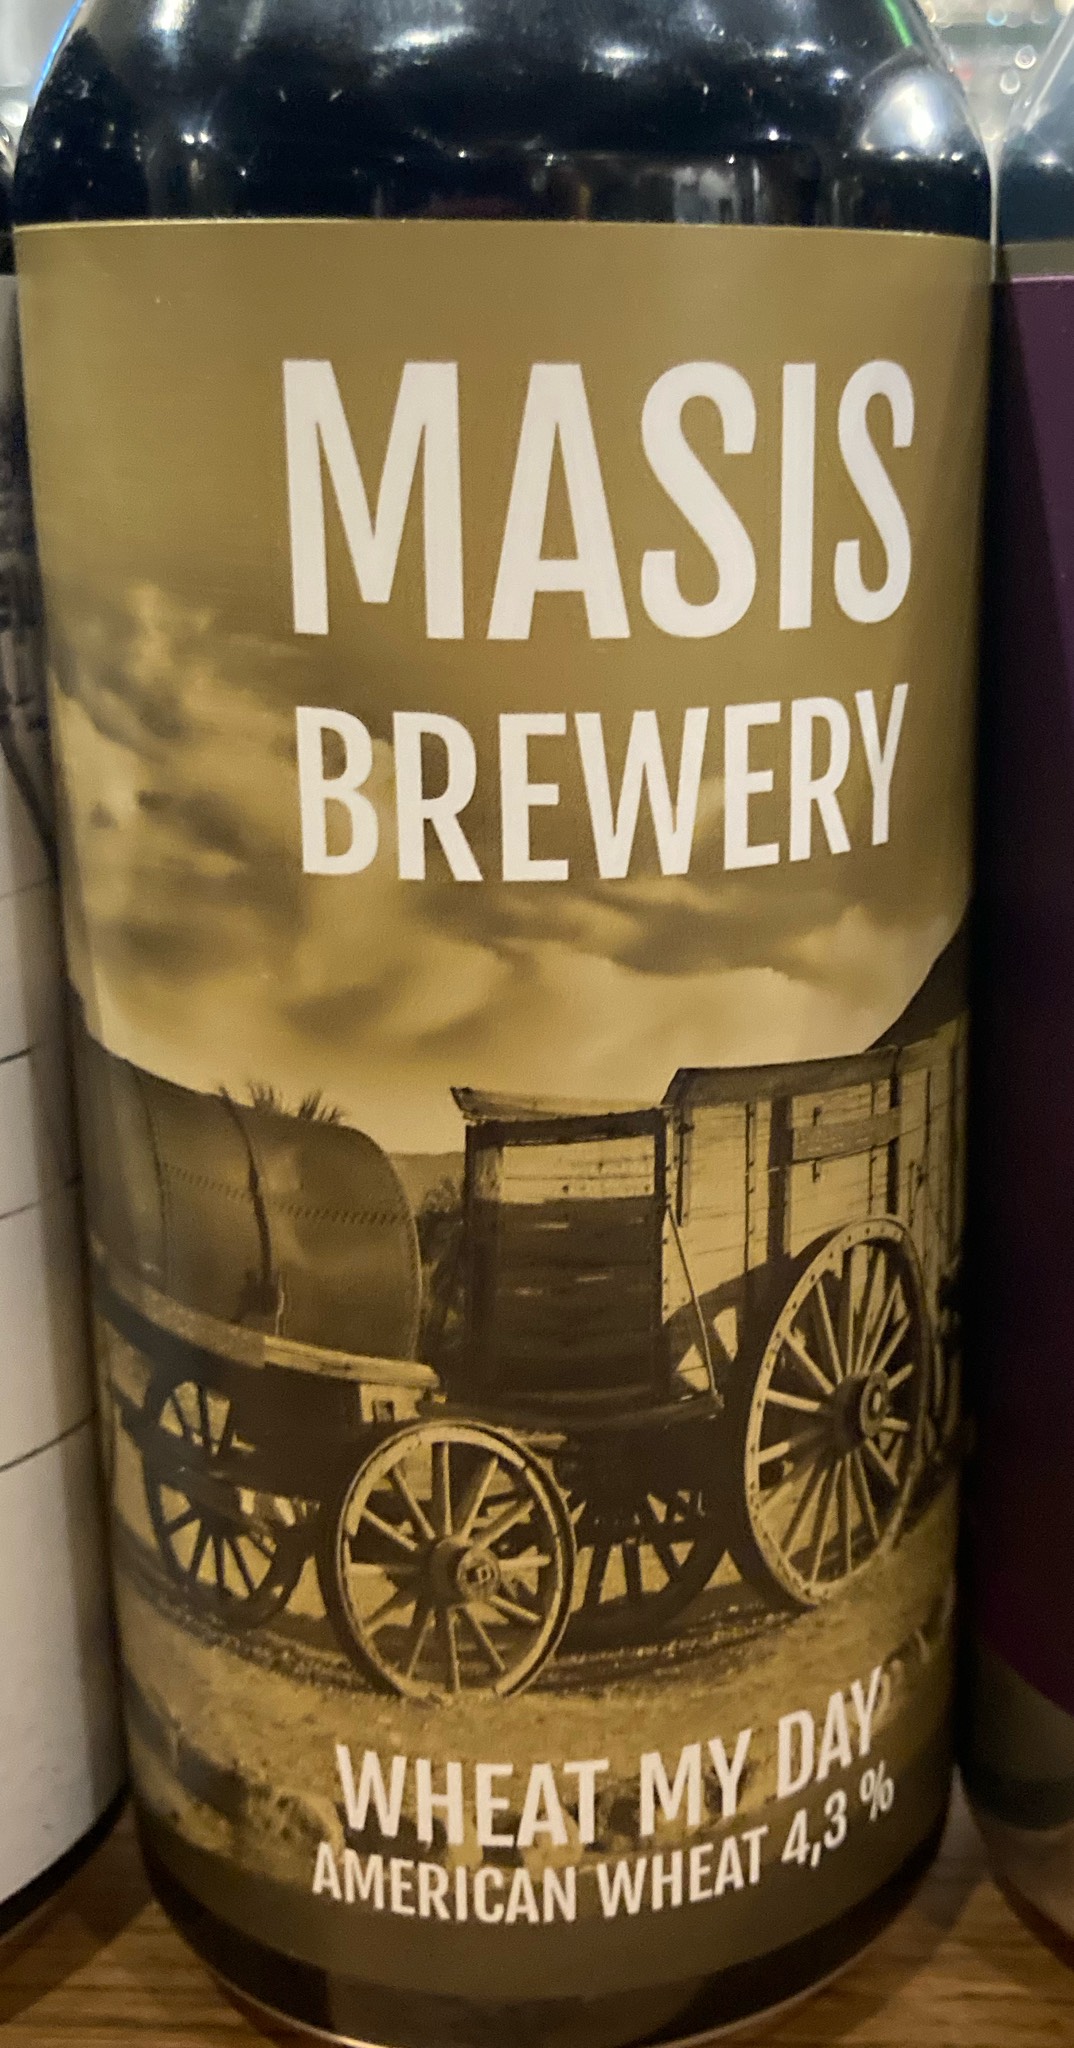 MASIS
BREWERY
WHEAT MY DAY
AMERICAN WHEAT 4,3 %